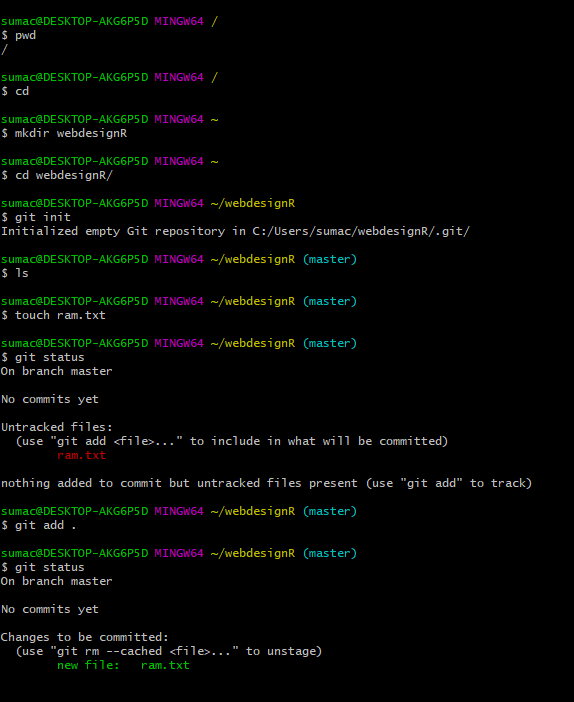 sumac@DESKTOP-AKG6P5D MINGW64 /
$ pwd
/
sumac@DESKTOP-AKG6P5D MINGW64 /
$ cd
sumac@DESKTOP-AKG6P5D MINGW64 ~
$ mkdir webdesignR
sumac@DESKTOP-AKG6P5D MINGW64 ~
$ cd webdesignR/
sumac@DESKTOP-AKG6P5D MINGW64 ~/webdesignR
$ git init
Initialized empty Git repository in C:/Users/sumac/webdesignR/.git/
sumac@DESKTOP-AKG6P5D MINGW64 ~/webdesignR (master)
$ ls
sumac@DESKTOP-AKG6P5D MINGW64 ~/webdesignR (master)
$ touch ram.txt
sumac@DESKTOP-AKG6P5D MINGW64 ~/webdesignR (master)
$ git status
On branch master
No commits yet
Untracked files:
  (use "git add <file>..." to include in what will be committed)
        ram.txt
nothing added to commit but untracked files present (use "git add" to track)
sumac@DESKTOP-AKG6P5D MINGW64 ~/webdesignR (master)
$ git add .
sumac@DESKTOP-AKG6P5D MINGW64 ~/webdesignR (master)
$ git status
On branch master
No commits yet
Changes to be committed:
  (use "git rm --cached <file>..." to unstage)
        new file:   ram.txt